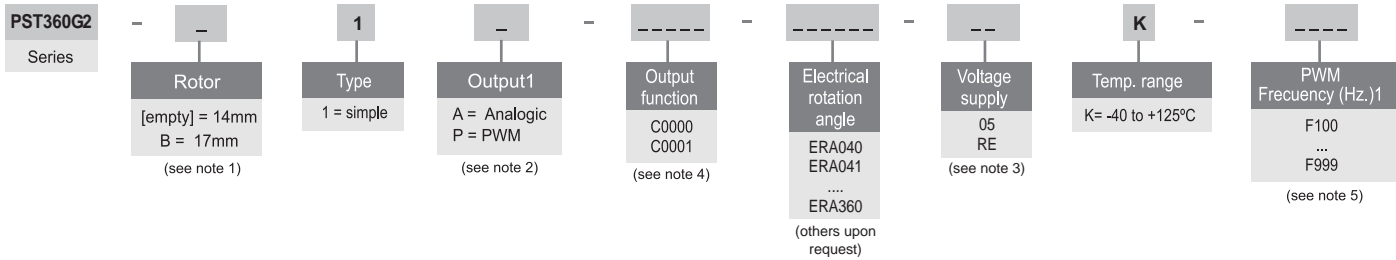 PST360G2 - _ 1 _ - _ _ _ _ _ - _ _ _ _ _ _ - _ _ K - _ _ _ _
Series
Rotor
[empty] = 14mm
B = 17mm
(see note 1)
Type
1 = simple
Output1
A = Analogic
P = PWM
(see note 2)
Output
function
C0000
C0001
(see note 4)
Electrical
rotation
angle
ERA040
ERA041
....
ERA360
(others upon
request)
Voltage
supply
05
RE
(see note 3)
Temp. range
K= -40 to +125ºC
PWM
Frecuency (Hz.)1
F100
...
F999
(see note 5)